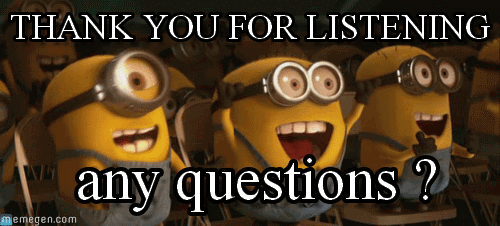 THANK YOU FOR LISTENING
any questions ?
memegen.com